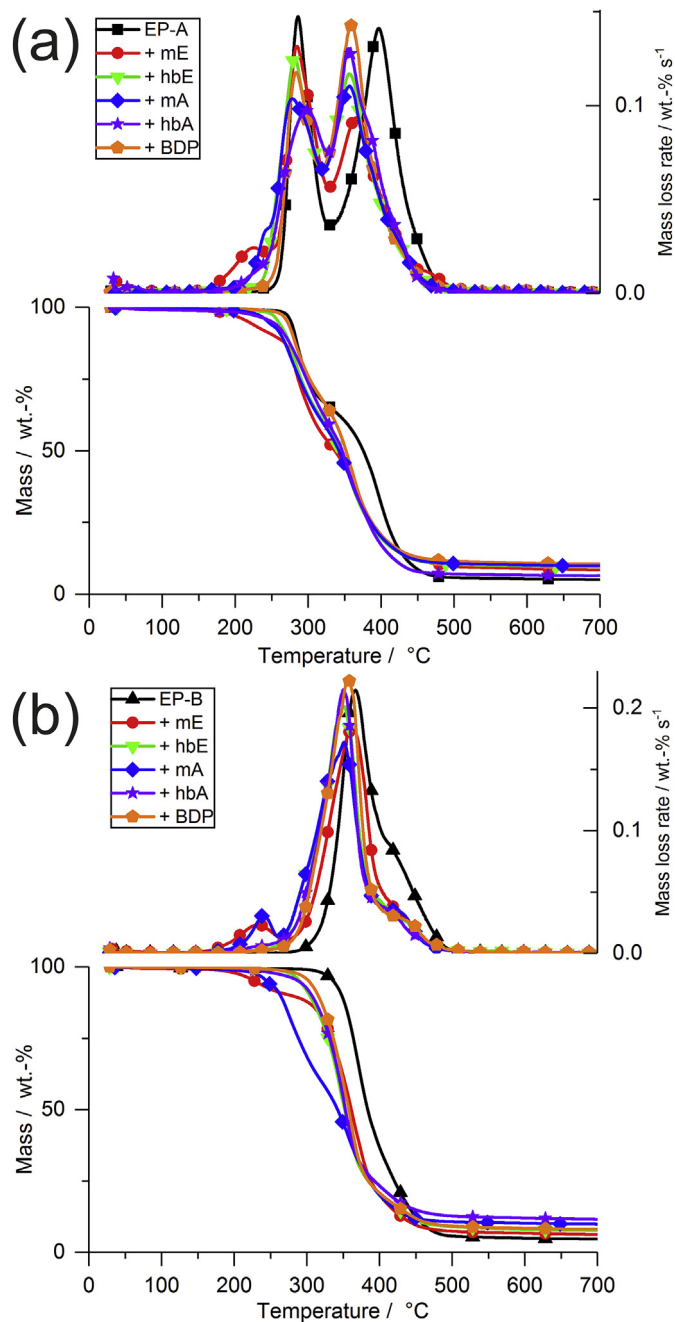 (a)
EP-A
+ mE
+ hbE
+ mA
+ hbA
+ BDP
0.1
0.0
Mass loss rate / wt.-% s-1
100
50
0
Mass / wt.-%
0 100 200 300 400 500 600 700
Temperature / °C
(b)
EP-B
+ mE
+ hbE
+ mA
+ hbA
+ BDP
0.2
0.1
0.0
Mass loss rate / wt.-% s-1
100
50
0
Mass / wt.-%
0 100 200 300 400 500 600 700
Temperature / °C